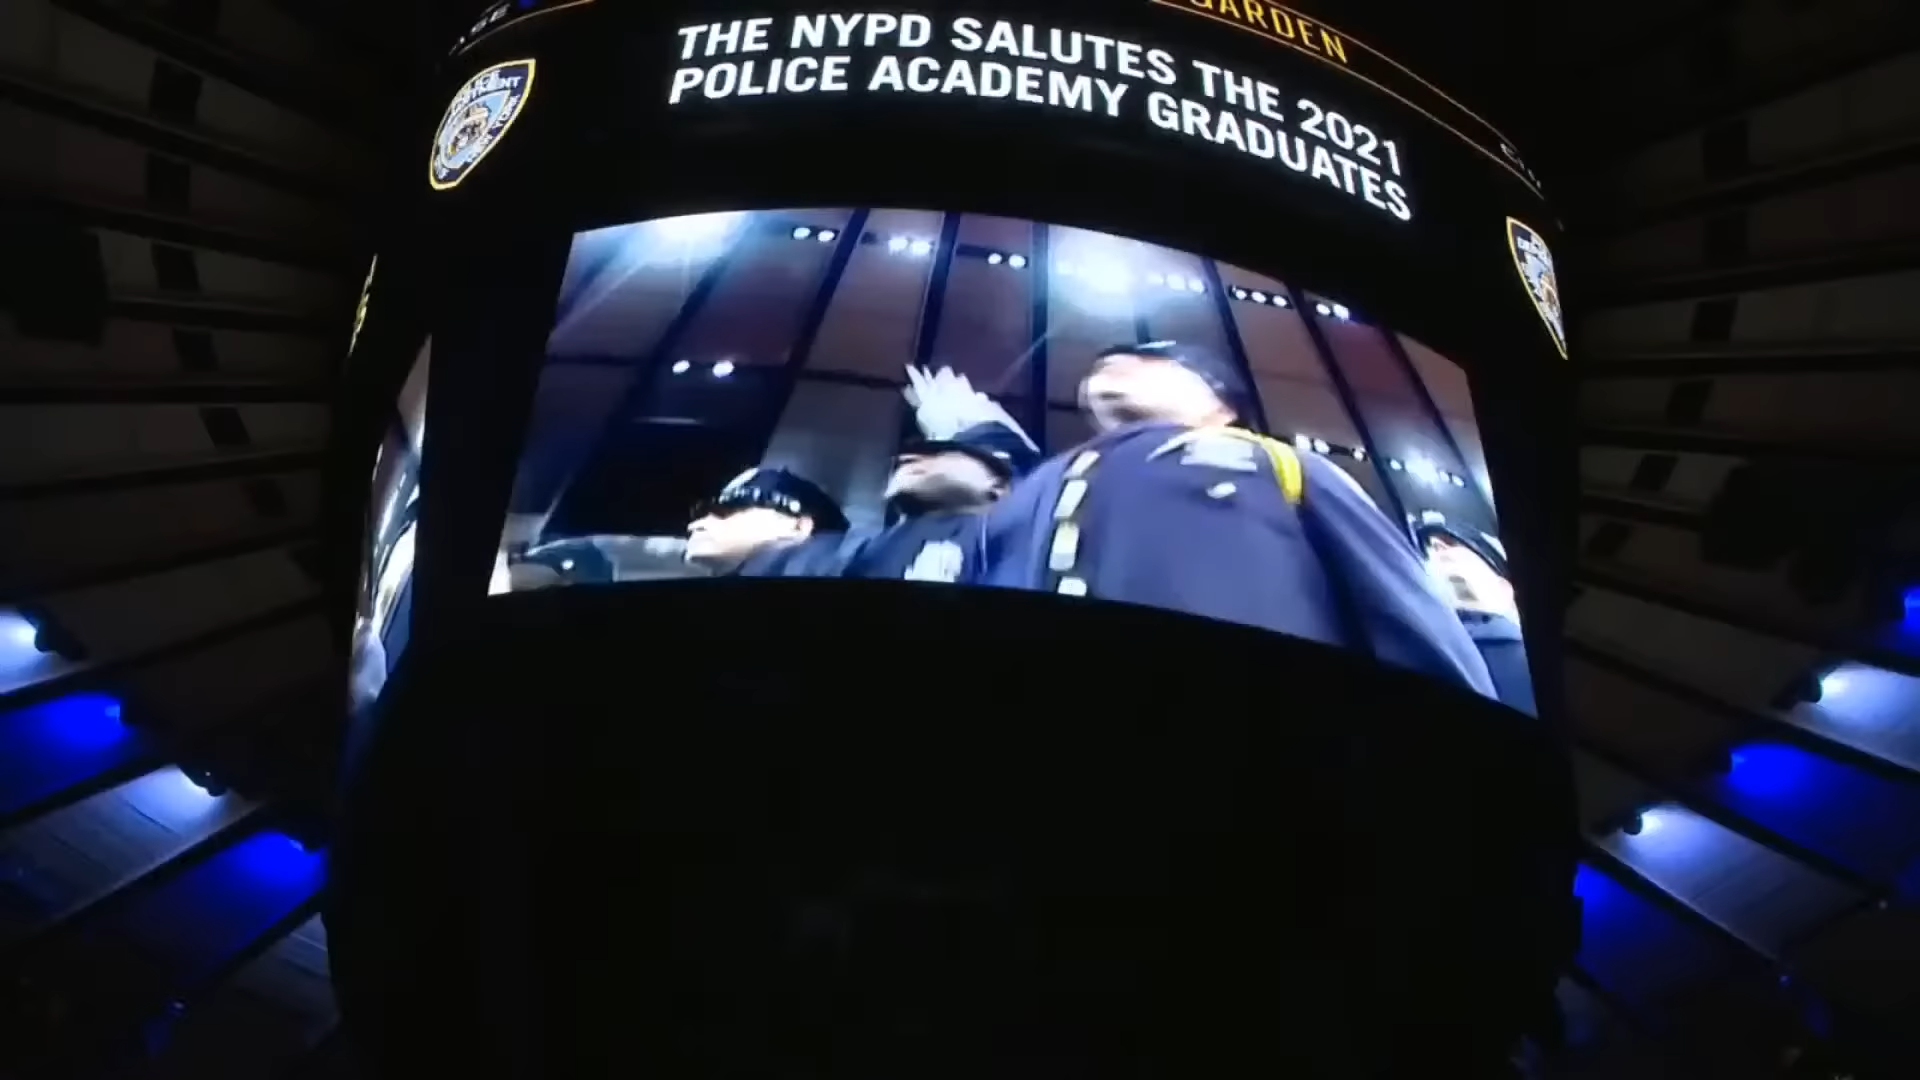 GARDEN
THE NYPD SALUTES THE 2021
POLICE ACADEMY GRADUATES